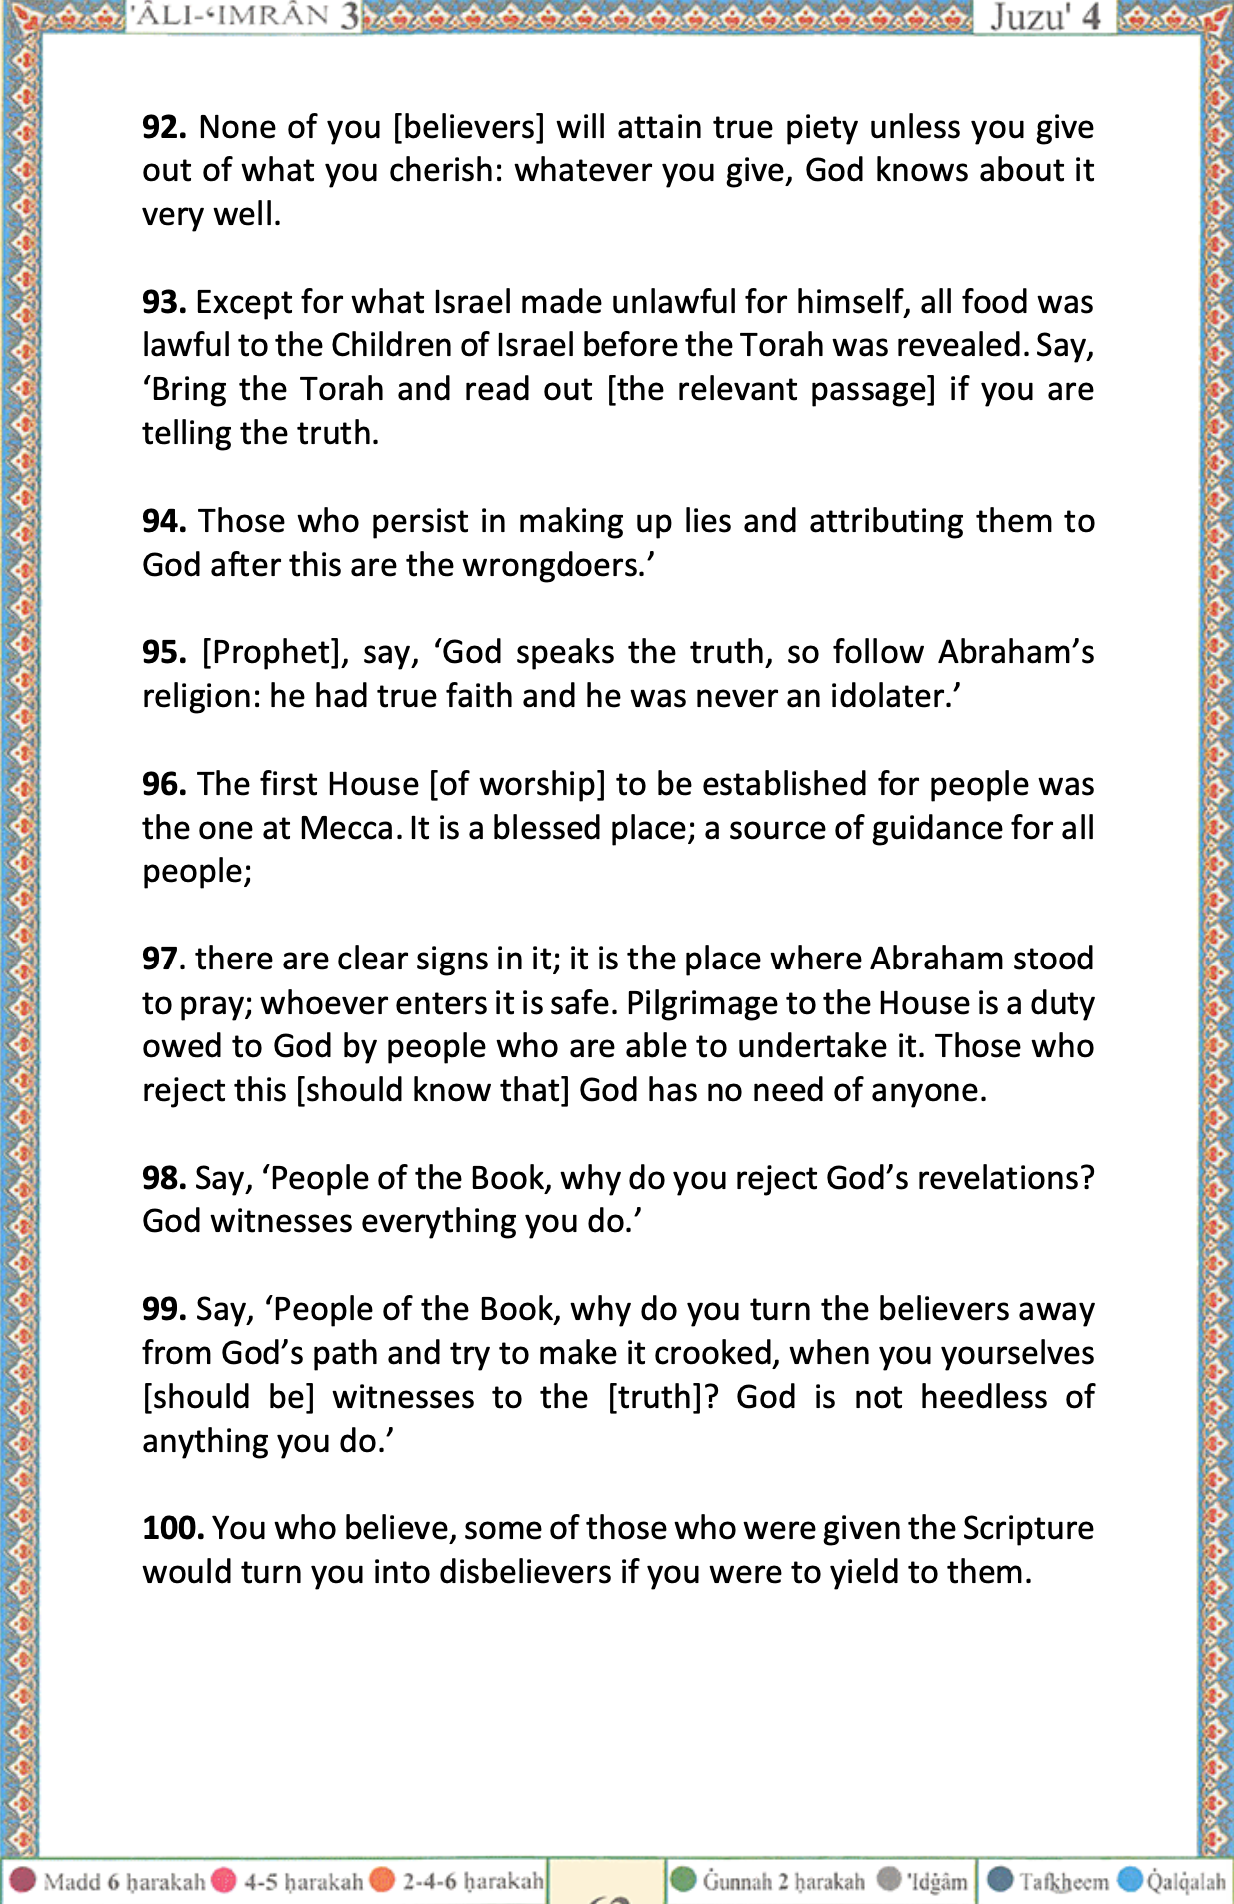 'ÂLI-‘IMRÂN 3
Juzu' 4
92. None of you [believers] will attain true piety unless you give
out of what you cherish: whatever you give, God knows about it
very well.
93. Except for what Israel made unlawful for himself, all food was
lawful to the Children of Israel before the Torah was revealed. Say,
‘Bring the Torah and read out [the relevant passage] if you are
telling the truth.
94. Those who persist in making up lies and attributing them to
God after this are the wrongdoers.’
95. [Prophet], say, ‘God speaks the truth, so follow Abraham’s
religion: he had true faith and he was never an idolater.’
96. The first House [of worship] to be established for people was
the one at Mecca. It is a blessed place; a source of guidance for all
people;
97. there are clear signs in it; it is the place where Abraham stood
to pray; whoever enters it is safe. Pilgrimage to the House is a duty
owed to God by people who are able to undertake it. Those who
reject this [should know that] God has no need of anyone.
98. Say, ‘People of the Book, why do you reject God’s revelations?
God witnesses everything you do.’
99. Say, ‘People of the Book, why do you turn the believers away
from God’s path and try to make it crooked, when you yourselves
[should be] witnesses to the [truth]? God is not heedless of
anything you do.’
100. You who believe, some of those who were given the Scripture
would turn you into disbelievers if you were to yield to them.
Madd 6 ḥarakah 4-5 ḥarakah 2-4-6 ḥarakah
Ġunnah 2 ḥarakah 'Idġâm Tafkheem Q̇alq̇alah